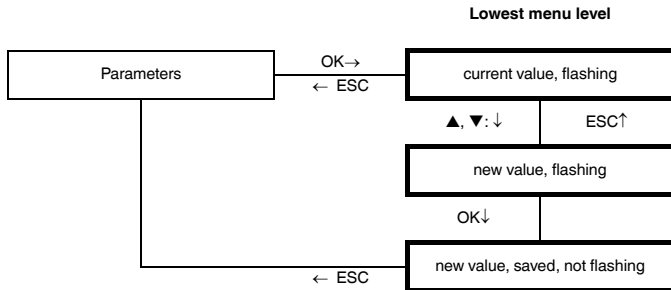 Lowest menu level
OK→
Parameters
current value, flashing
← ESC
▲, ▼: ↓
ESC↑
new value, flashing
OK↓
new value, saved, not flashing
← ESC